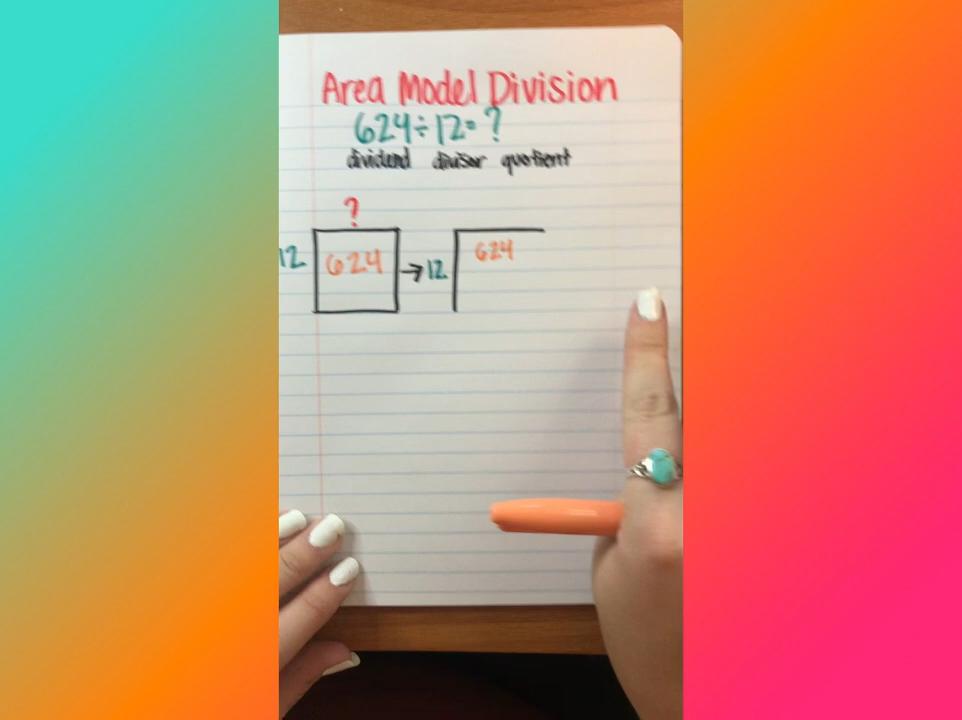 Area Model Division
624÷12=?
dividend divisor quotient
?
12 624 → 12 624